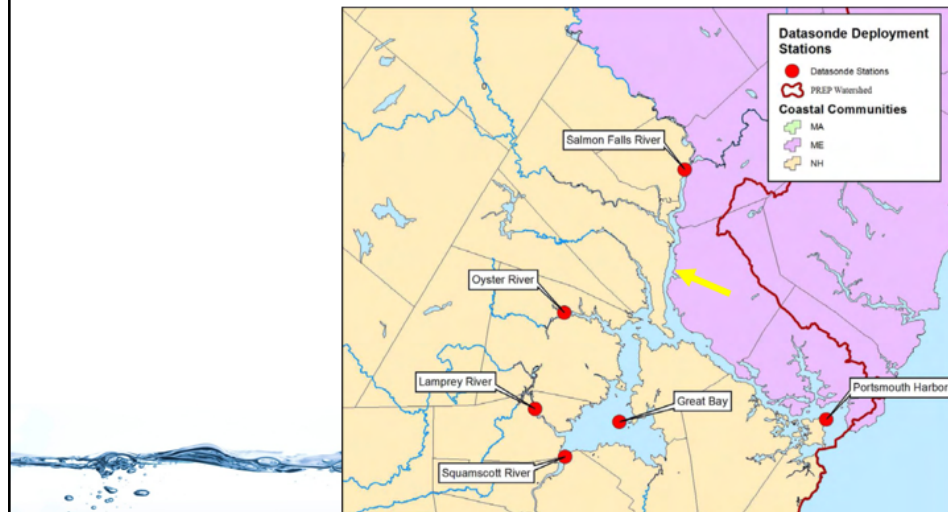 Datasonde Deployment
Stations
Datasonde Stations
PREP Watershed
Coastal Communities
MA
ME
NH
Salmon Falls River
Oyster River
Lamprey River
Great Bay
Portsmouth Harbor
Squamscott River